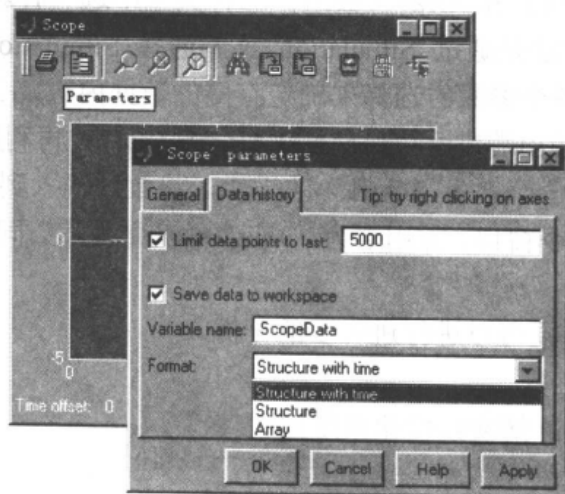 Scope
Parameters
5
0
-5
0
Time offset: 0
'Scope' parameters
General Data history Tip: try right clicking on axes
Limit data points to last: 5000
Save data to workspace
Variable name: ScopeData
Format: Structure with time
Structure with time
Structure
Array
OK Cancel Help Apply